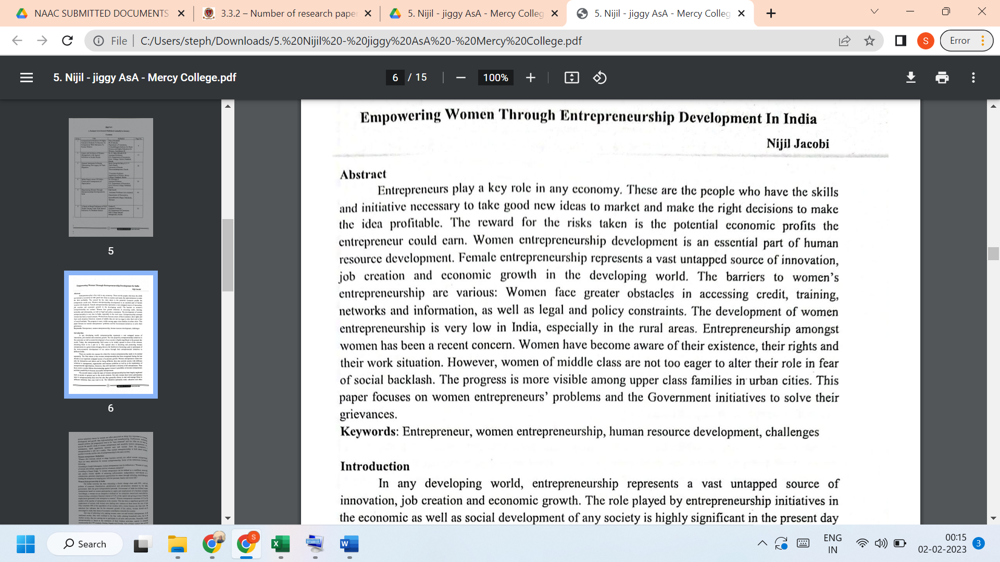 NAAC SUBMITTED DOCUMENTS
3.3.2 – Number of research pape
5. Nijil - jiggy AsA - Mercy Colleg
5. Nijil - jiggy AsA - Mercy Colleg
File
C:/Users/steph/Downloads/5.%20Nijil%20-%20jiggy%20AsA%20-%20Mercy%20College.pdf
S
Error
5. Nijil - jiggy AsA - Mercy College.pdf
6 / 15
100%
5
6
Empowering Women Through Entrepreneurship Development In India
Nijil Jacobi
Abstract
Entrepreneurs play a key role in any economy. These are the people who have the skills
and initiative necessary to take good new ideas to market and make the right decisions to make
the idea profitable. The reward for the risks taken is the potential economic profits the
entrepreneur could earn. Women entrepreneurship development is an essential part of human
resource development. Female entrepreneurship represents a vast untapped source of innovation,
job creation and economic growth in the developing world. The barriers to women's
entrepreneurship are various: Women face greater obstacles in accessing credit, training,
networks and information, as well as legal and policy constraints. The development of women
entrepreneurship is very low in India, especially in the rural areas. Entrepreneurship amongst
women has been a recent concern. Women have become aware of their existence, their rights and
their work situation. However, women of middle class are not too eager to alter their role in fear
of social backlash. The progress is more visible among upper class families in urban cities. This
paper focuses on women entrepreneurs' problems and the Government initiatives to solve their
grievances.
Keywords: Entrepreneur, women entrepreneurship, human resource development, challenges
Introduction
In any developing world, entrepreneurship represents a vast untapped source of
innovation, job creation and economic growth. The role played by entrepreneurship initiatives in
the economic as well as social development of any society is highly significant in the present day
Search
S
ENG
IN
00:15
02-02-2023
3